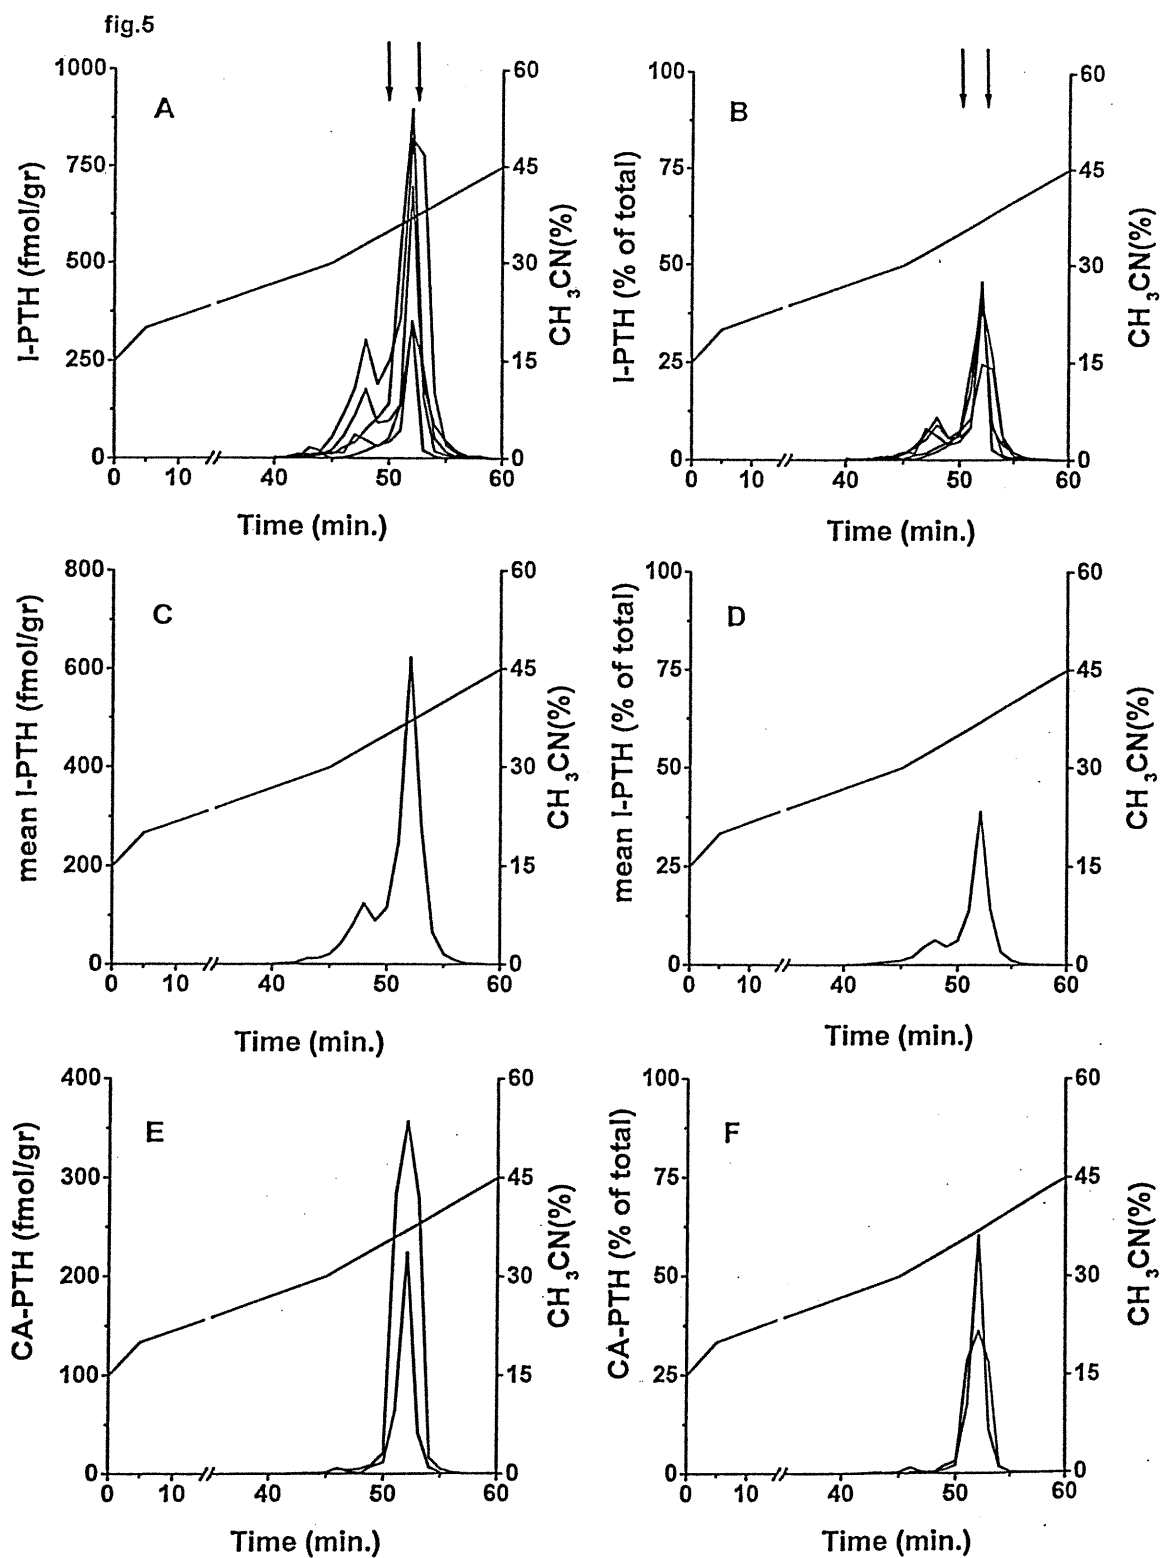 fig.5
A
I-PTH (fmol/gr)
1000
750
500
250
0
60
45
30
15
0
CH3CN(%)
0 10 40 50 60
Time (min.)
B
I-PTH (% of total)
100
75
50
25
0
60
45
30
15
0
CH3CN(%)
0 10 40 50 60
Time (min.)
C
mean I-PTH (fmol/gr)
800
600
400
200
0
60
45
30
15
0
CH3CN(%)
0 10 40 50 60
Time (min.)
D
mean I-PTH (% of total)
100
75
50
25
0
60
45
30
15
0
CH3CN(%)
0 10 40 50 60
Time (min.)
E
CA-PTH (fmol/gr)
400
300
200
100
0
60
45
30
15
0
CH3CN(%)
0 10 40 50 60
Time (min.)
F
CA-PTH (% of total)
100
75
50
25
0
60
45
30
15
0
CH3CN(%)
0 10 40 50 60
Time (min.)